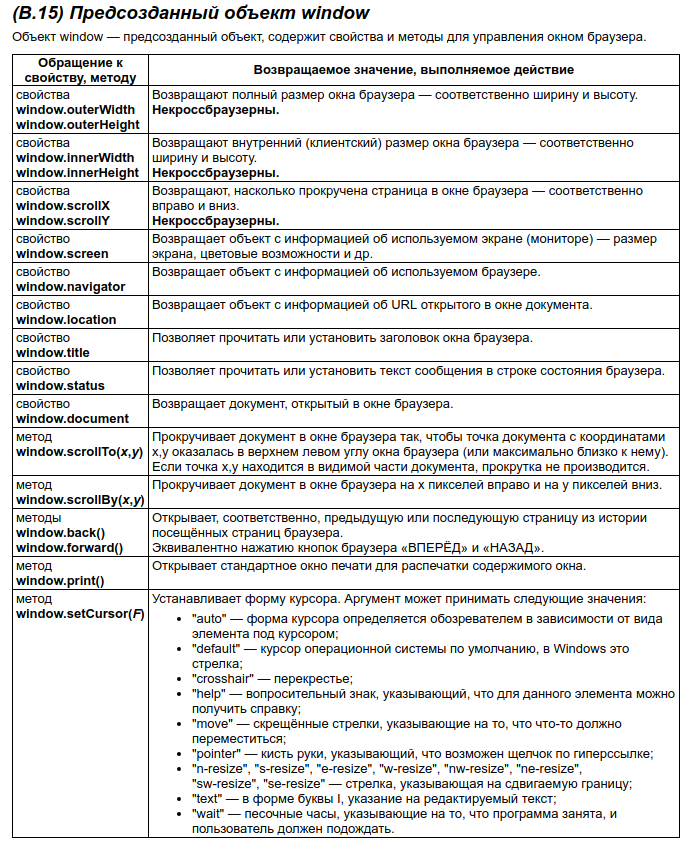 (B.15) Предсозданный объект window
Объект window — предсозданный объект, содержит свойства и методы для управления окном браузера.
Обращение к
свойству, методу
Возвращаемое значение, выполняемое действие
свойства
window.outerWidth
window.outerHeight
Возвращают полный размер окна браузера — соответственно ширину и высоту.
Некроссбраузерны.
свойства
window.innerWidth
window.innerHeight
Возвращают внутренний (клиентский) размер окна браузера — соответственно
ширину и высоту.
Некроссбраузерны.
свойства
window.scrollX
window.scrollY
Возвращают, насколько прокручена страница в окне браузера — соответственно
вправо и вниз.
Некроссбраузерны.
свойство
window.screen
Возвращает объект с информацией об используемом экране (мониторе) — размер
экрана, цветовые возможности и др.
свойство
window.navigator
Возвращает объект с информацией об используемом браузере.
свойство
window.location
Возвращает объект с информацией об URL открытого в окне документа.
свойство
window.title
Позволяет прочитать или установить заголовок окна браузера.
свойство
window.status
Позволяет прочитать или установить текст сообщения в строке состояния браузера.
свойство
window.document
Возвращает документ, открытый в окне браузера.
метод
window.scrollTo(x,y)
Прокручивает документ в окне браузера так, чтобы точка документа с координатами
x,y оказалась в верхнем левом углу окна браузера (или максимально близко к нему).
Если точка x,y находится в видимой части документа, прокрутка не производится.
метод
window.scrollBy(x,y)
Прокручивает документ в окне браузера на x пикселей вправо и на y пикселей вниз.
методы
window.back()
window.forward()
Открывает, соответственно, предыдущую или последующую страницу из истории
посещённых страниц браузера.
Эквивалентно нажатию кнопок браузера «ВПЕРЁД» и «НАЗАД».
метод
window.print()
Открывает стандартное окно печати для распечатки содержимого окна.
метод
window.setCursor(F)
Устанавливает форму курсора. Аргумент может принимать следующие значения:
• "auto" — форма курсора определяется обозревателем в зависимости от вида
элемента под курсором;
• "default" — курсор операционной системы по умолчанию, в Windows это
стрелка;
• "crosshair" — перекрестье;
• "help" — вопросительный знак, указывающий, что для данного элемента можно
получить справку;
• "move" — скрещённые стрелки, указывающие на то, что что-то должно
переместиться;
• "pointer" — кисть руки, указывающий, что возможен щелчок по гиперссылке;
• "n-resize", "s-resize", "e-resize", "w-resize", "nw-resize", "ne-resize",
"sw-resize", "se-resize" — стрелка, указывающая на сдвигаемую границу;
• "text" — в форме буквы I, указание на редактируемый текст;
• "wait" — песочные часы, указывающие на то, что программа занята, и
пользователь должен подождать.